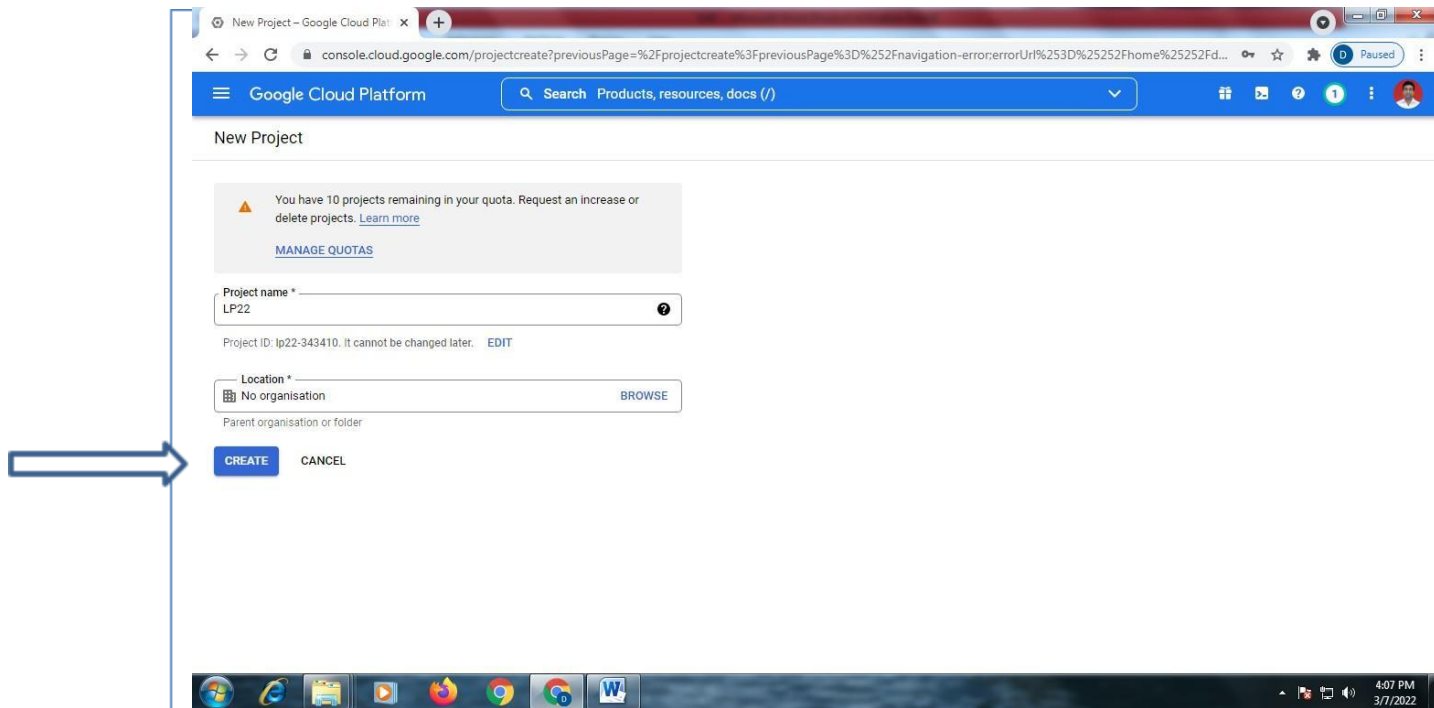 New Project – Google Cloud Plat
console.cloud.google.com/projectcreate?previousPage=%2Fprojectcreate%3FpreviousPage%3D%252Fnavigation-error;errorUrl%253D%25252Fhome%25252Fd...
D Paused
Google Cloud Platform
Search Products, resources, docs (/)
1
New Project
You have 10 projects remaining in your quota. Request an increase or
delete projects. Learn more
MANAGE QUOTAS
Project name *
LP22
Project ID: lp22-343410. It cannot be changed later. EDIT
Location *
No organisation BROWSE
Parent organisation or folder
CREATE CANCEL
4:07 PM
3/7/2022